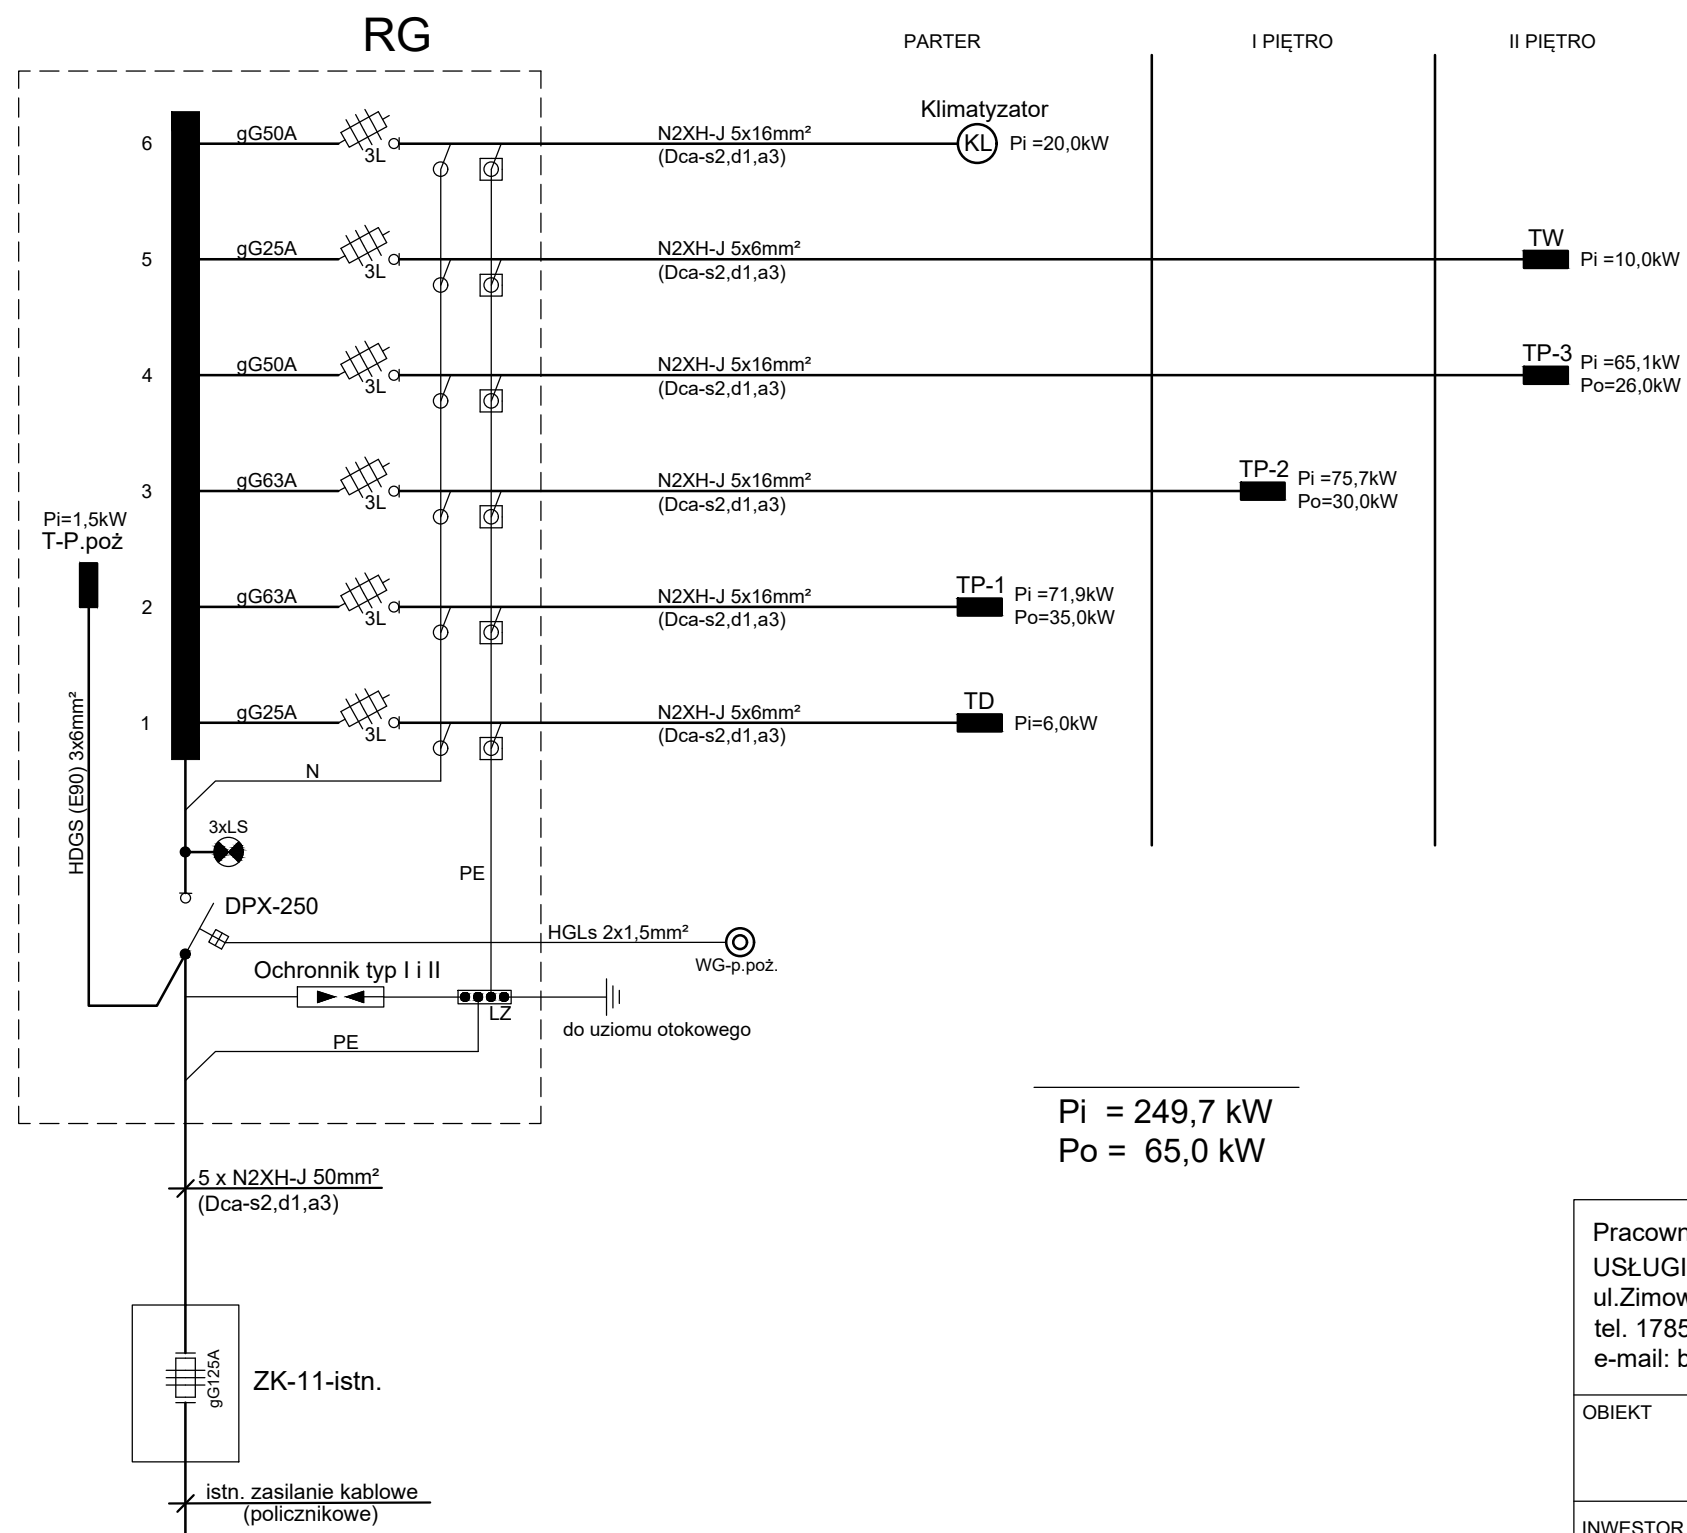 RG
PARTER
I PIĘTRO
II PIĘTRO
Klimatyzator
6
gG50A
3L
N2XH-J 5x16mm²
(Dca-s2,d1,a3)
KL
Pi =20,0kW
5
gG25A
3L
N2XH-J 5x6mm²
(Dca-s2,d1,a3)
TW
Pi =10,0kW
4
gG50A
3L
N2XH-J 5x16mm²
(Dca-s2,d1,a3)
TP-3
Pi =65,1kW
Po=26,0kW
3
gG63A
3L
N2XH-J 5x16mm²
(Dca-s2,d1,a3)
TP-2
Pi =75,7kW
Po=30,0kW
Pi=1,5kW
T-P.poż
2
gG63A
3L
N2XH-J 5x16mm²
(Dca-s2,d1,a3)
TP-1
Pi =71,9kW
Po=35,0kW
1
gG25A
3L
N2XH-J 5x6mm²
(Dca-s2,d1,a3)
TD
Pi=6,0kW
HDGS (E90) 3x6mm²
N
3xLS
PE
DPX-250
HGLs 2x1,5mm²
WG-p.poż.
Ochronnik typ I i II
LZ
do uziomu otokowego
PE
Pi = 249,7 kW
Po = 65,0 kW
5 x N2XH-J 50mm²
(Dca-s2,d1,a3)
gG125A
ZK-11-istn.
istn. zasilanie kablowe
(policznikowe)
Pracown
USŁUGI
ul.Zimow
tel. 1785
e-mail: b
OBIEKT
INWESTOR